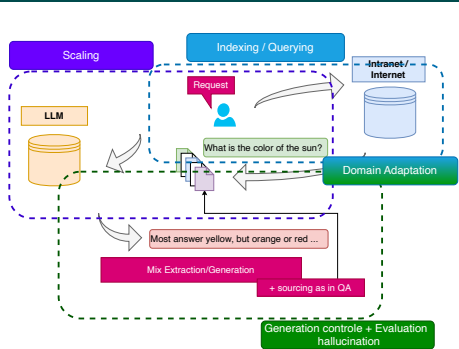 Scaling
Indexing / Querying
Intranet /
Internet
Request
LLM
What is the color of the sun?
Domain Adaptation
Most answer yellow, but orange or red ...
Mix Extraction/Generation
+ sourcing as in QA
Generation controle + Evaluation
hallucination